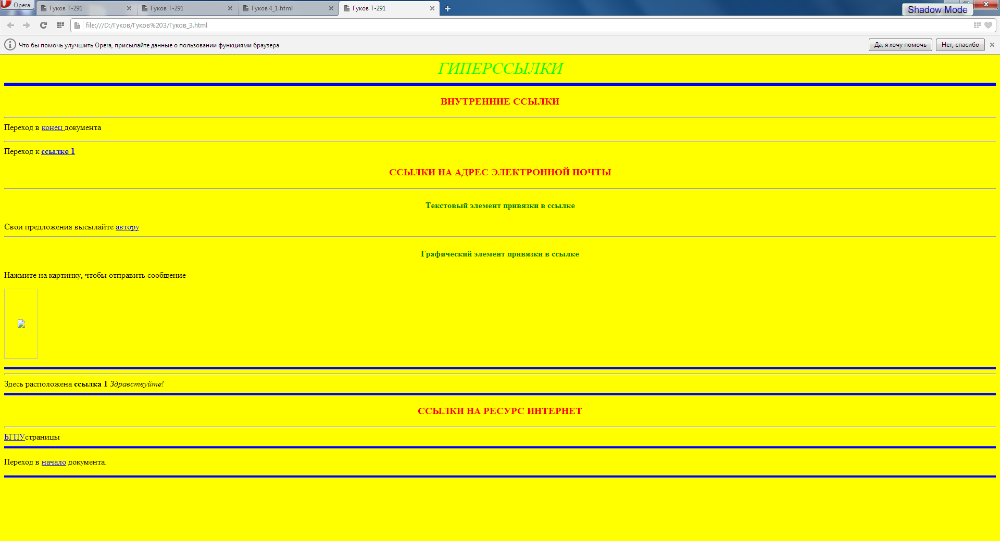 Opera
Гуков Т-291
Гуков Т-291
Гуков 4_1.html
Гуков Т-291
Shadow Mode
file:///D:/Гуков/Гуков%203/Гуков_3.html
Что бы помочь улучшить Opera, присылайте данные о пользовании функциями браузера
Да, я хочу помочь
Нет, спасибо
ГИПЕРССЫЛКИ
ВНУТРЕННИЕ ССЫЛКИ
Переход в конец документа
Переход к ссылке 1
ССЫЛКИ НА АДРЕС ЭЛЕКТРОННОЙ ПОЧТЫ
Текстовый элемент привязки в ссылке
Свои предложения высылайте автору
Графический элемент привязки в ссылке
Нажмите на картинку, чтобы отправить сообщение
Здесь расположена ссылка 1 Здравствуйте!
ССЫЛКИ НА РЕСУРС ИНТЕРНЕТ
БГПУстраницы
Переход в начало документа.